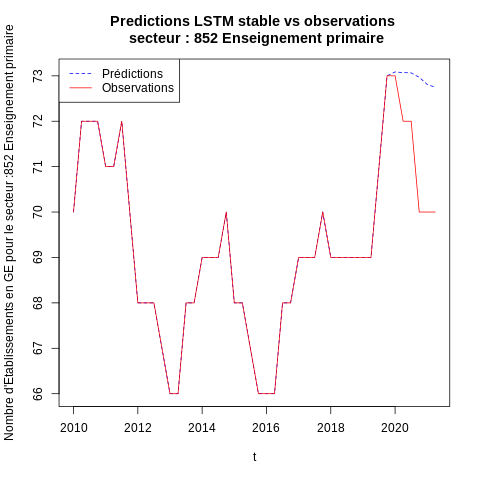 Predictions LSTM stable vs observations
secteur : 852 Enseignement primaire
Nombre d'Etablissements en GE pour le secteur :852 Enseignement primaire
Prédictions
Observations
73
72
71
70
69
68
67
66
2010 2012 2014 2016 2018 2020
t